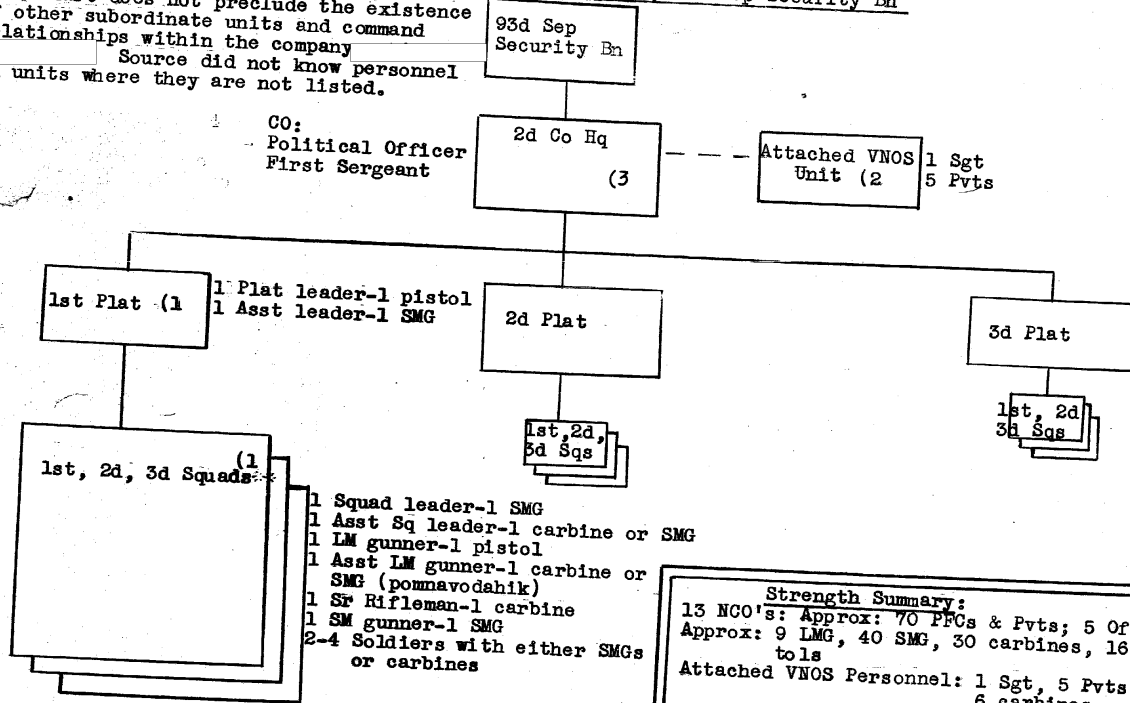 not preclude the existence
other subordinate units and command
lationships within the company
Source did not know personnel
units where they are not listed.
Security Bn
93d Sep
Security Bn
CO:
Political Officer
First Sergeant
2d Co Hq
(3
Attached VNOS
Unit (2
1 Sgt
5 Pvts
1st Plat (1
1 Plat leader-1 pistol
1 Asst leader-1 SMG
2d Plat
3d Plat
1st,2d,
3d Sqs
1st, 2d
3d Sqs
(1
1st, 2d, 3d Squads
1 Squad leader-1 SMG
1 Asst Sq leader-1 carbine or SMG
1 LM gunner-1 pistol
1 Asst LM gunner-1 carbine or
SMG (pomnavodahik)
1 Sr Rifleman-1 carbine
1 SM gunner-1 SMG
2-4 Soldiers with either SMGs
or carbines
Strength Summary:
13 NCO's: Approx: 70 PFCs & Pvts; 5 Of
Approx: 9 LMG, 40 SMG, 30 carbines, 16
tols
Attached VNOS Personnel: 1 Sgt, 5 Pvts